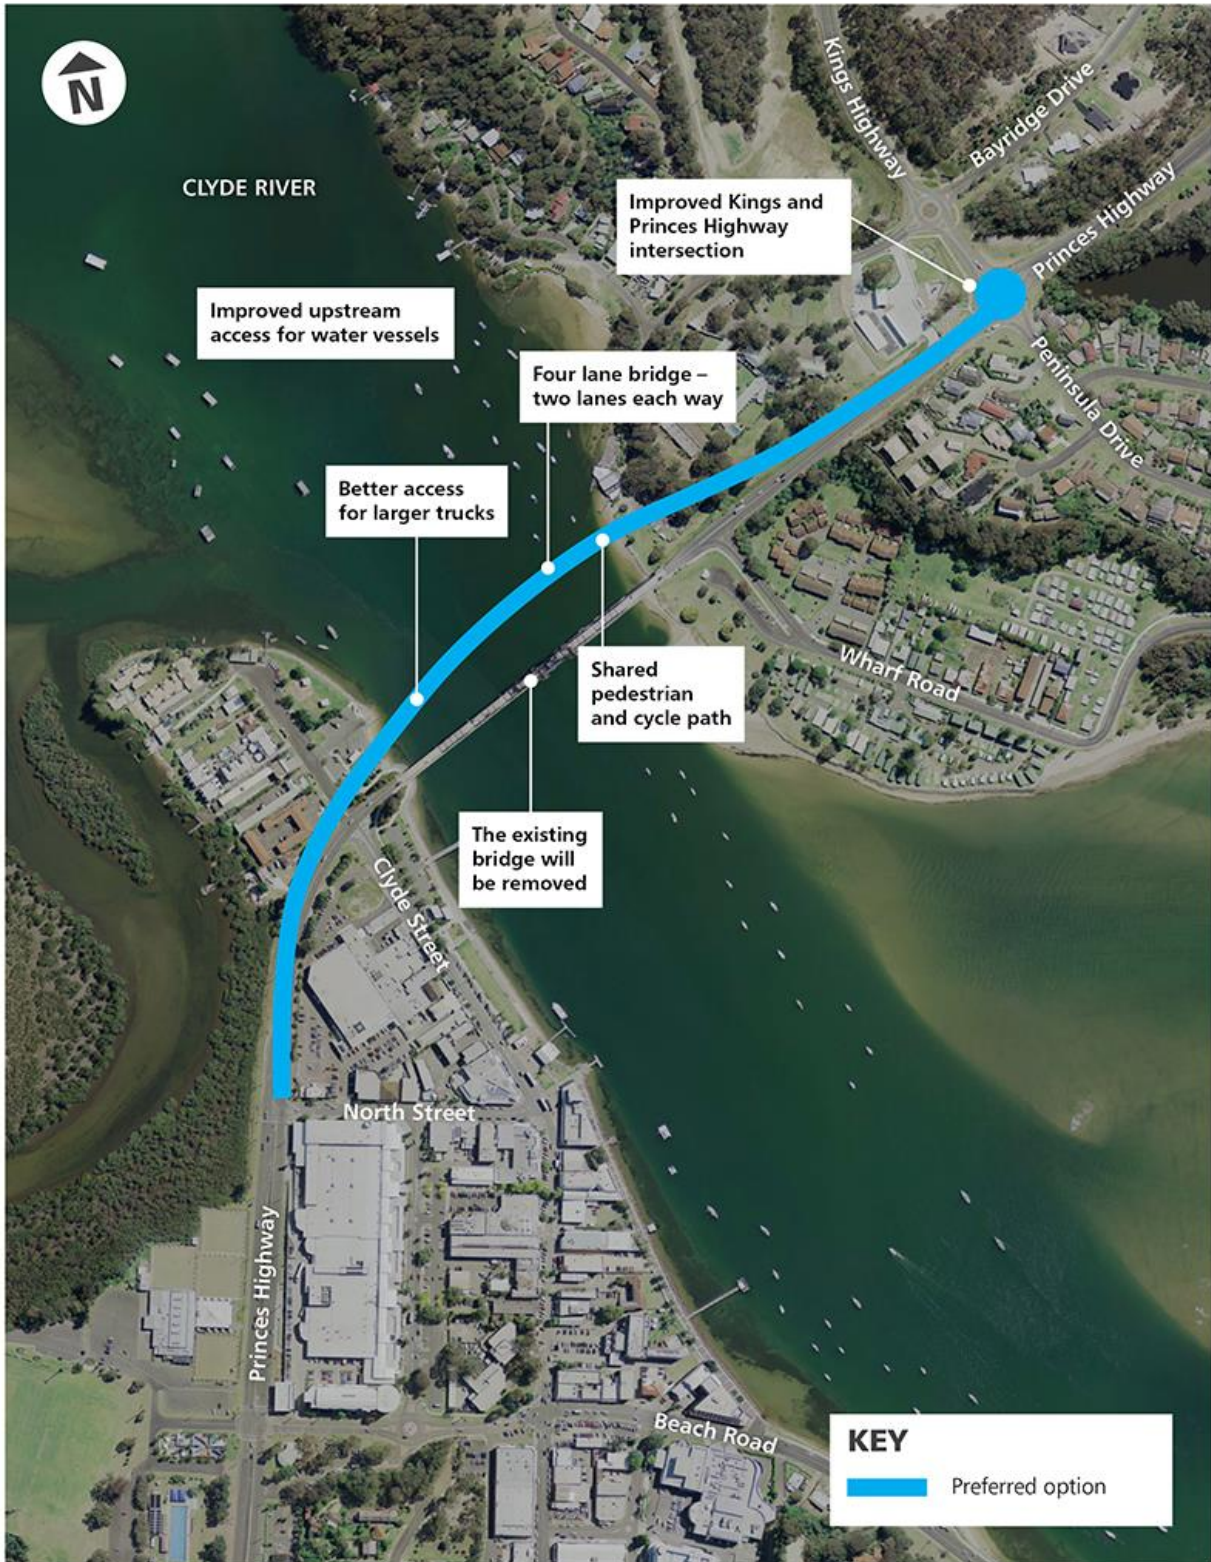 N
CLYDE RIVER
Kings Highway
Bayridge Drive
Princes Highway
Improved Kings and
Princes Highway
intersection
Improved upstream
access for water vessels
Peninsula Drive
Four lane bridge –
two lanes each way
Better access
for larger trucks
Wharf Road
Shared
pedestrian
and cycle path
The existing
bridge will
be removed
Clyde Street
North Street
Princes Highway
Beach Road
KEY
Preferred option